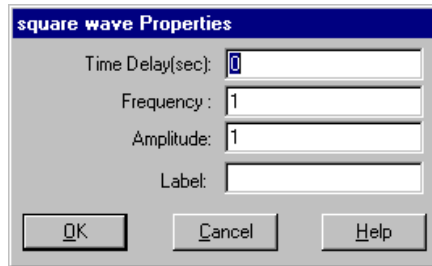 square wave Properties
Time Delay(sec): 0
Frequency : 1
Amplitude: 1
Label:
OK Cancel Help